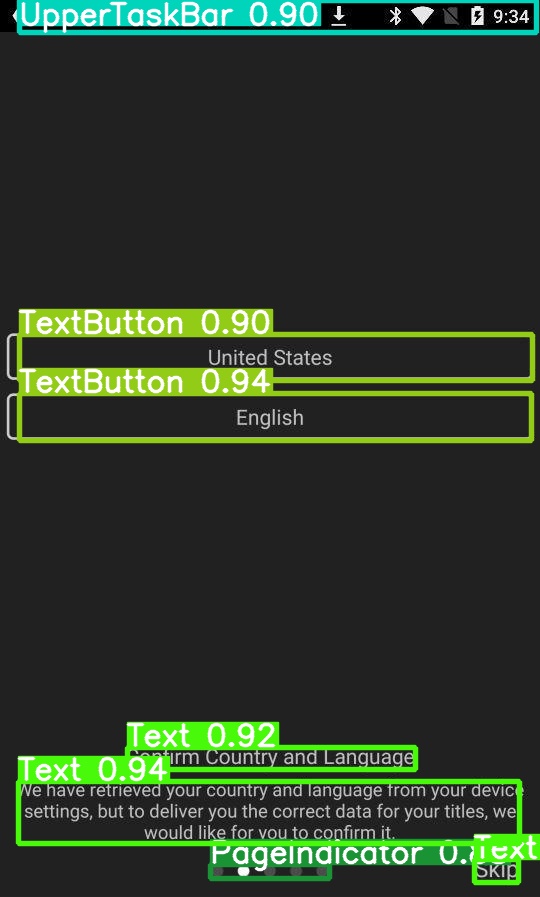 UpperTaskBar 0.90
9:34
TextButton 0.90
United States
TextButton 0.94
English
Text 0.92
Confirm Country and Language
Text 0.94
We have retrieved your country and language from your device
settings, but to deliver you the correct data for your titles, we
would like for you to confirm it.
PageIndicator
Text
Skip